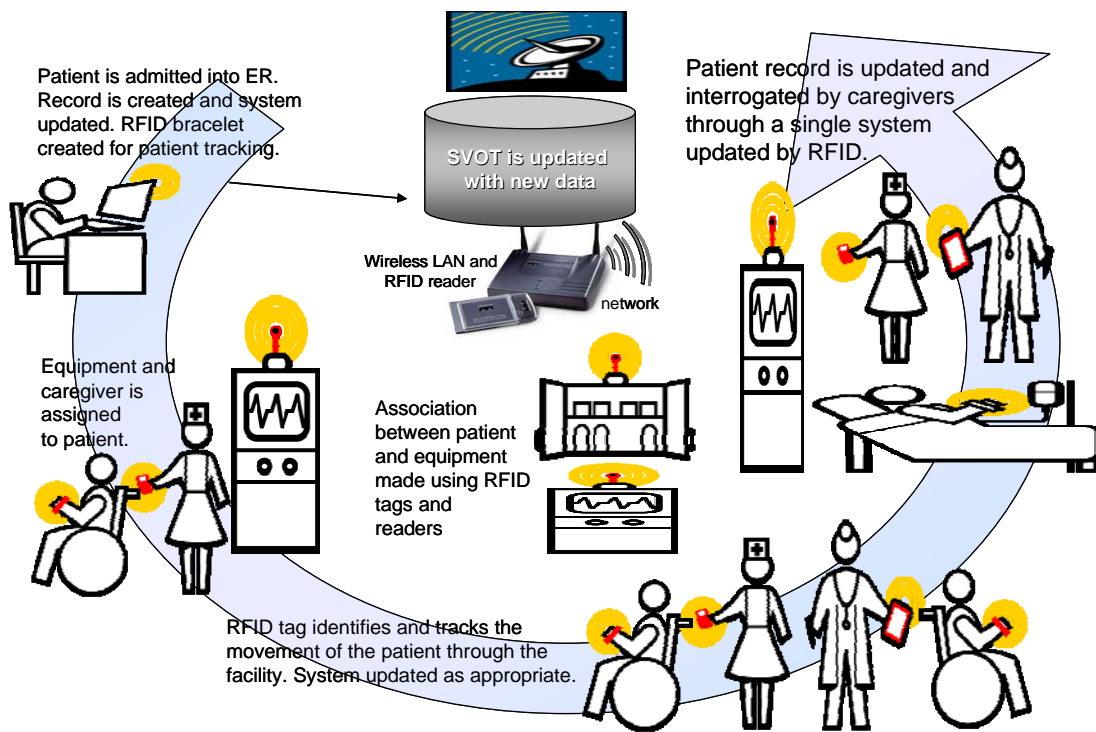 Patient is admitted into ER.
Record is created and system
updated. RFID bracelet
created for patient tracking.
SVOT is updated
with new data
Patient record is updated and
interrogated by caregivers
through a single system
updated by RFID.
Wireless LAN and
RFID reader
network
Equipment and
caregiver is
assigned
to patient.
Association
between patient
and equipment
made using RFID
tags and
readers
RFID tag identifies and tracks the
movement of the patient through the
facility. System updated as appropriate.